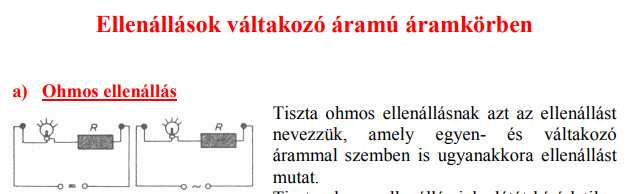 Ellenállások váltakozó áramú áramkörben
a) Ohmos ellenállás
R
R
Tiszta ohmos ellenállásnak azt az ellenállást
nevezzük, amely egyen- és váltakozó
árammal szemben is ugyanakkora ellenállást
mutat.